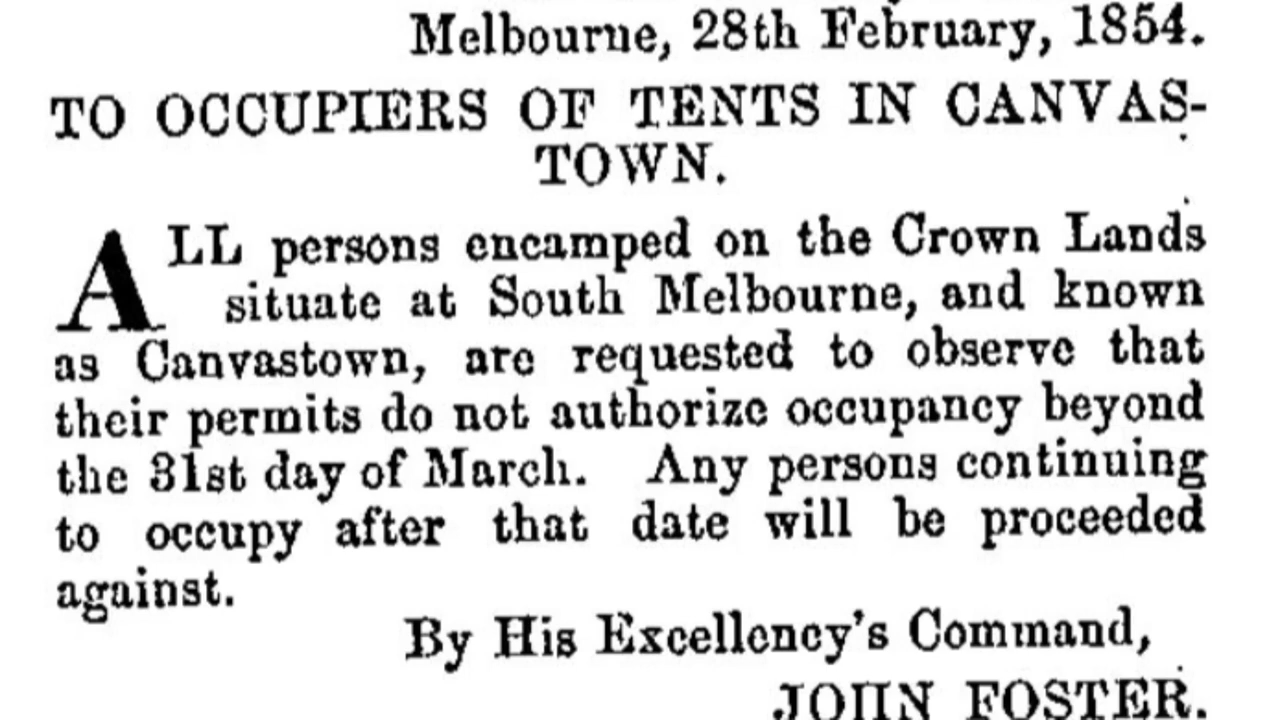 Melbourne, 28th February, 1854.
TO OCCUPIERS OF TENTS IN CANVAS-
TOWN.
ALL persons encamped on the Crown Lands
situate at South Melbourne, and known
as Canvastown, are requested to observe that
their permits do not authorize occupancy beyond
the 31st day of March. Any persons continuing
to occupy after that date will be proceeded
against.
By His Excellency's Command,
JOHN FOSTER.